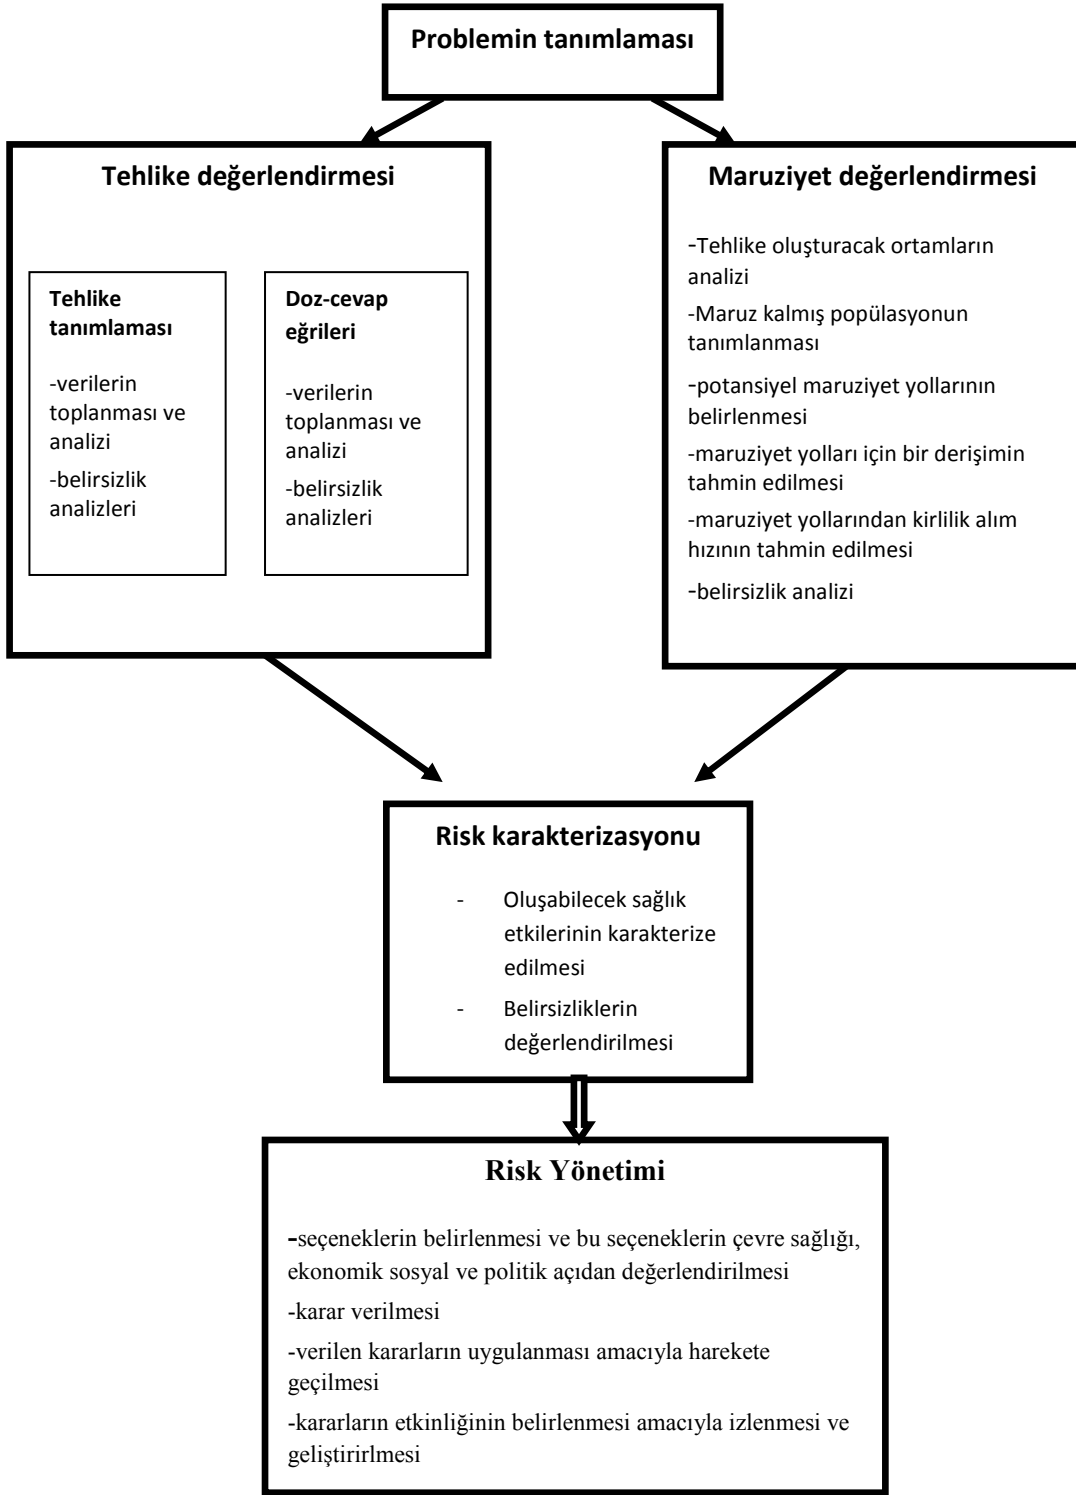 Problemin tanımlaması
Tehlike değerlendirmesi
Tehlike
tanımlaması
-verilerin
toplanması ve
analizi
-belirsizlik
analizleri
Doz-cevap
eğrileri
-verilerin
toplanması ve
analizi
-belirsizlik
analizleri
Maruziyet değerlendirmesi
-Tehlike oluşturacak ortamların
analizi
-Maruz kalmış popülasyonun
tanımlanması
-potansiyel maruziyet yollarının
belirlenmesi
-maruziyet yolları için bir derişimin
tahmin edilmesi
-maruziyet yollarından kirlilik alım
hızının tahmin edilmesi
-belirsizlik analizi
Risk karakterizasyonu
- Oluşabilecek sağlık
etkilerinin karakterize
edilmesi
- Belirsizliklerin
değerlendirilmesi
Risk Yönetimi
-seçeneklerin belirlenmesi ve bu seçeneklerin çevre sağlığı,
ekonomik sosyal ve politik açıdan değerlendirilmesi
-karar verilmesi
-verilen kararların uygulanması amacıyla harekete
geçilmesi
-kararların etkinliğinin belirlenmesi amacıyla izlenmesi ve
geliştirirlmesi